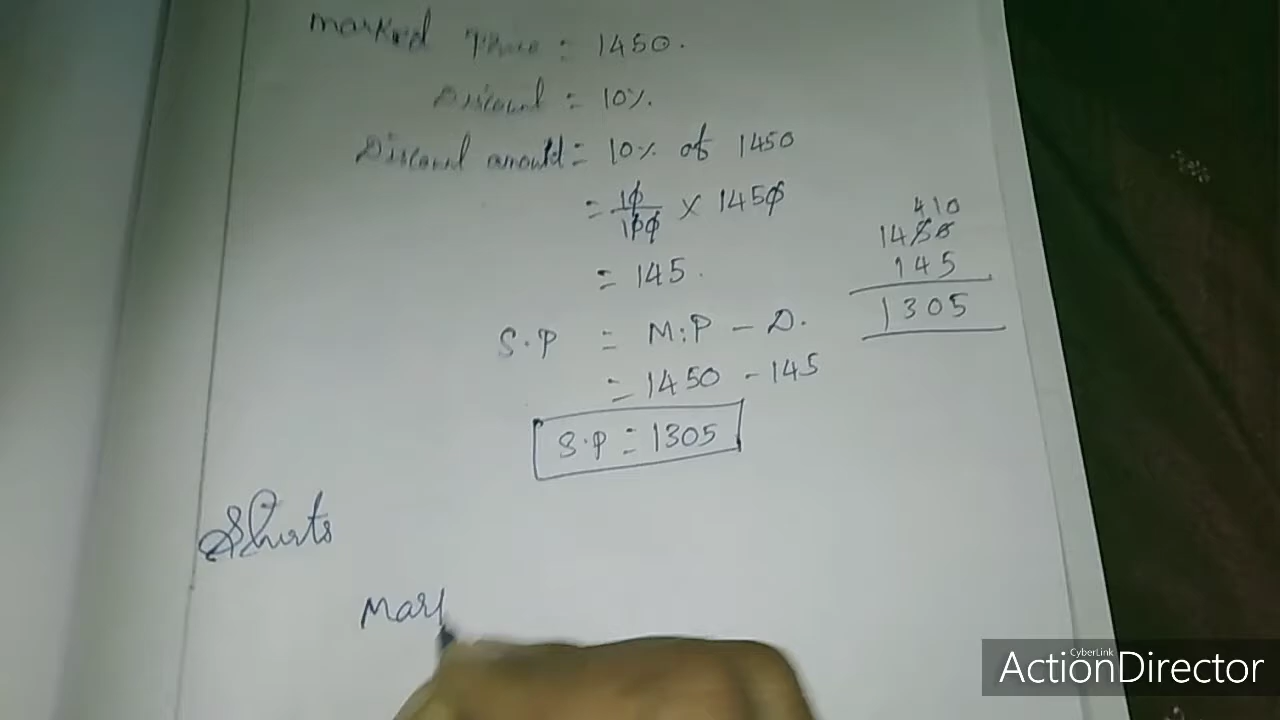 Marked Price = 1450.
Discount = 10%.
Discount amount = 10% of 1450
= 10/100 × 1450
= 145.
S.P = M.P - D.
= 1450 - 145
S.P = 1305
410
1450
145
1305
Shirts
Mark
CyberLink
ActionDirector